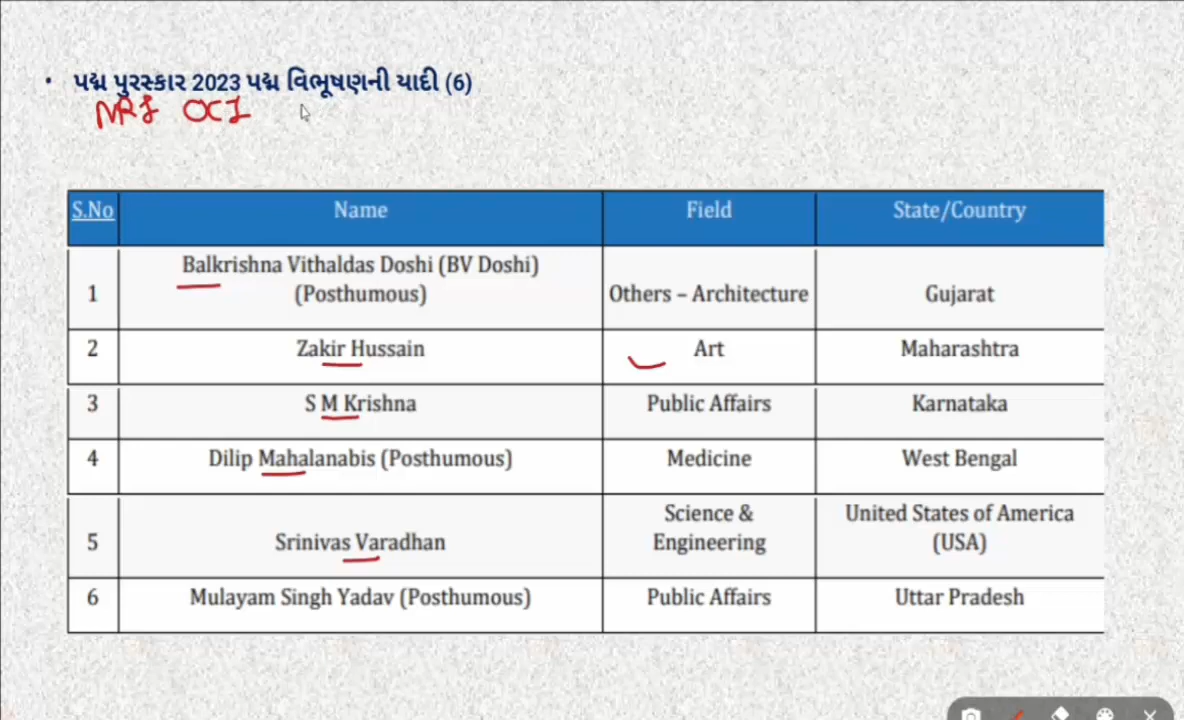 • પદ્મ પુરસ્કાર 2023 પદ્મ વિભૂષણની યાદી (6)
NRI OCI
S.No Name Field State/Country
1 Balkrishna Vithaldas Doshi (BV Doshi) (Posthumous) Others – Architecture Gujarat
2 Zakir Hussain Art Maharashtra
3 S M Krishna Public Affairs Karnataka
4 Dilip Mahalanabis (Posthumous) Medicine West Bengal
5 Srinivas Varadhan Science & Engineering United States of America (USA)
6 Mulayam Singh Yadav (Posthumous) Public Affairs Uttar Pradesh